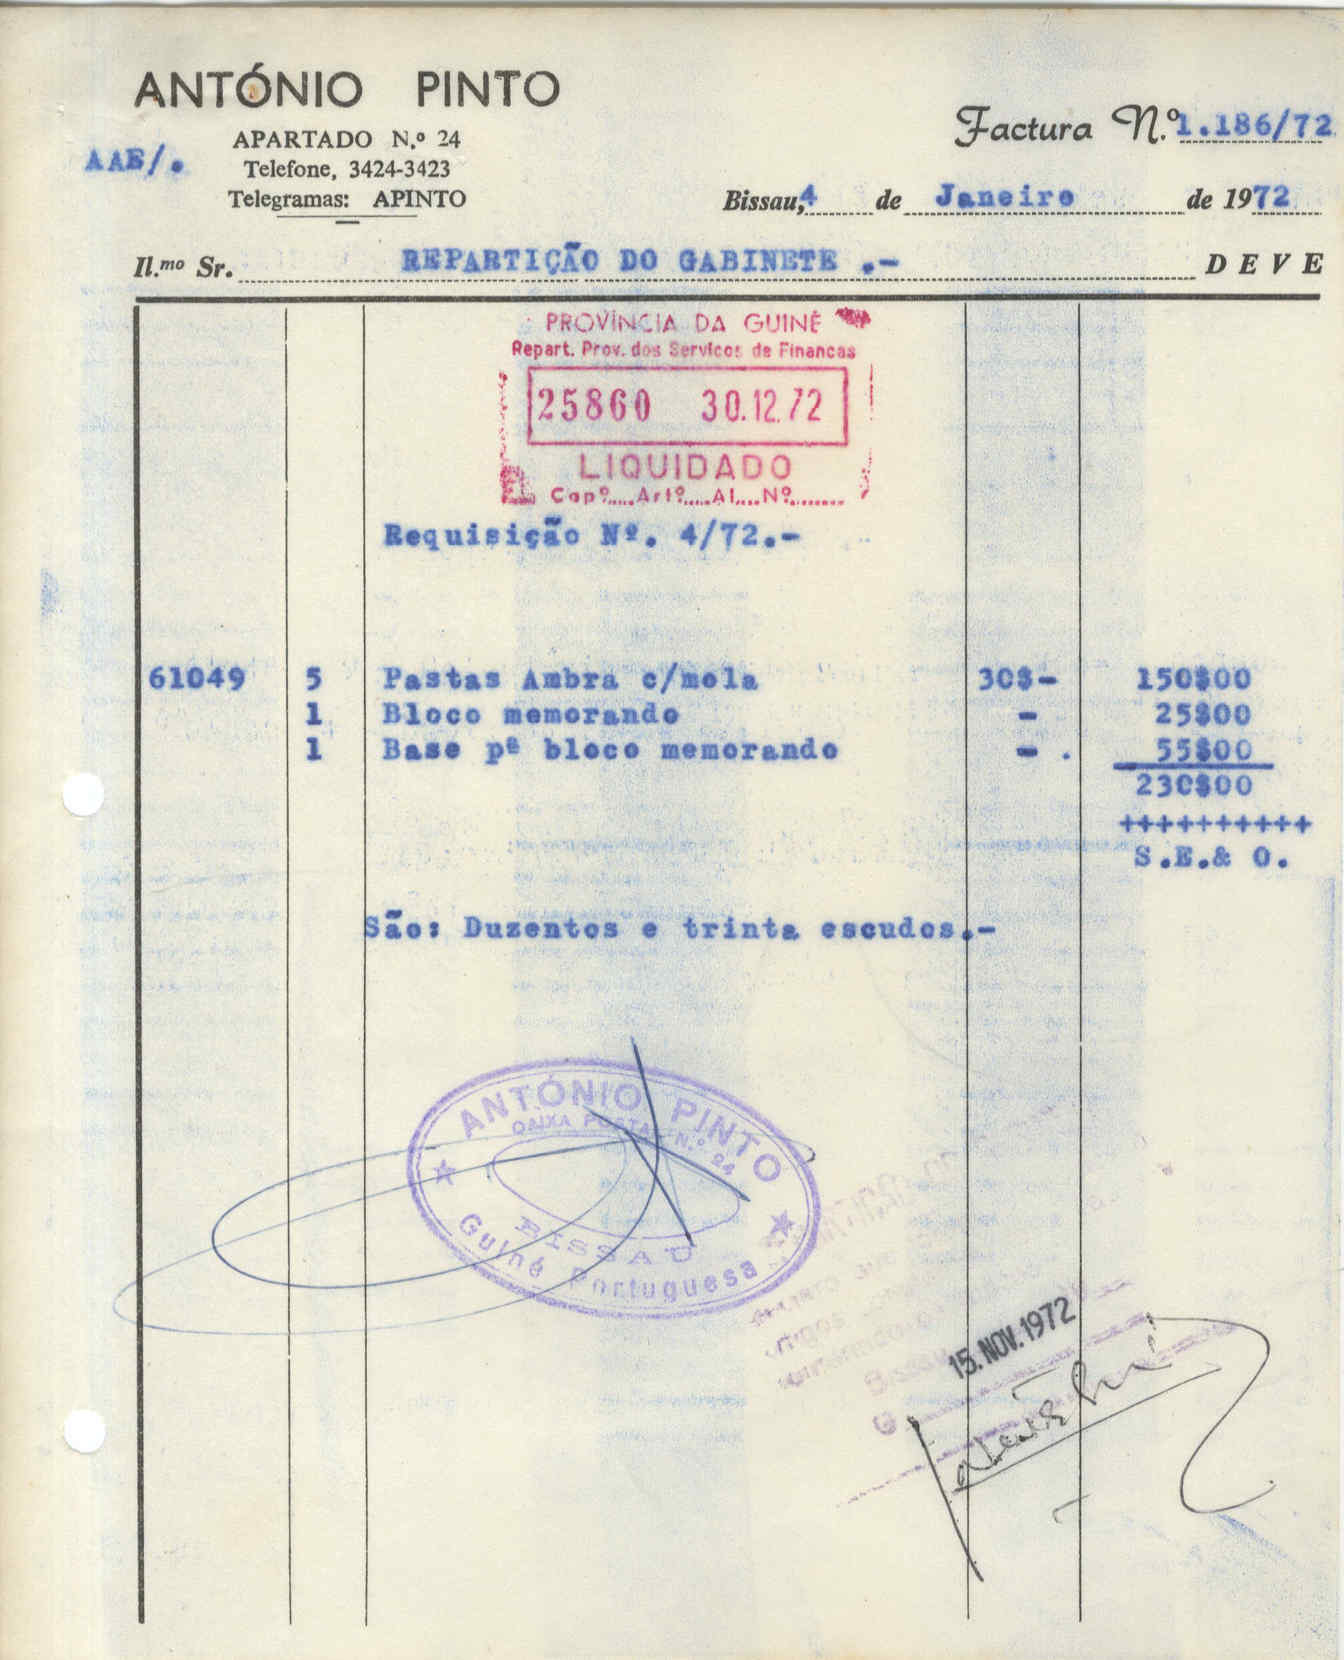 ANTÓNIO PINTO
APARTADO N.º 24
Telefone, 3424-3423
Telegramas: APINTO
AAE/.
Factura N.º 1.186/72
Bissau, 4 de Janeiro de 1972
Il.mo Sr. REPARTIÇÃO DO GABINETE .- DEVE
PROVÍNCIA DA GUINÉ
Repart. Prov. dos Servicos de Financas
25860 30.12.72
LIQUIDADO
Capº.....Artº.....Al....Nº........
Requisição Nº. 4/72.-
61049 5 Pastas Ambra c/mola 30$- 150$00
1 Bloco memorando - 25$00
1 Base pª bloco memorando - . 55$00
230$00
++++++++++
S.E.& O.
São: Duzentos e trinta escudos.-
ANTÓNIO PINTO
CAIXA POSTAL N.º 24
BISSAU
Guiné Portuguesa
15. NOV. 1972